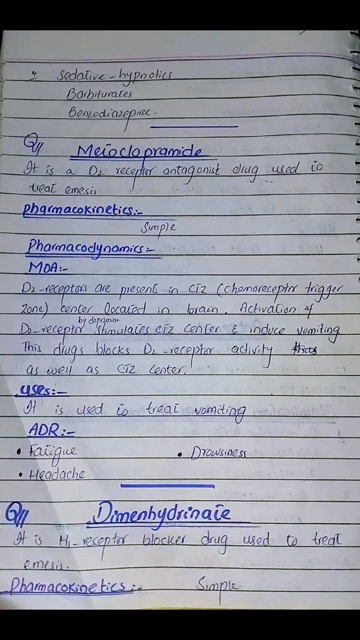 Sedative-hypnotics
Barbiturates
Benzodiazepine.
Q// Metoclopramide
It is a D2 receptor antagonist drug used to
treat emesis
Pharmacokinetics:-
Simple
Pharmacodynamics:-
MOA:-
D2-receptors are present in CTZ (chemoreceptor trigger
zone) center located in brain. Activation of
by dopamine
D2-receptor stimulates CTZ center & induce vomiting
This drugs blocks D2-receptor activity
as well as CTZ center.
Uses:-
It is used to treat vomiting
ADR:-
• Fatigue • Drowsiness
• Headache
Q// Dimenhydrinate
It is H1-receptor blocker drug used to treat
emesis.
Pharmacokinetics:- Simple